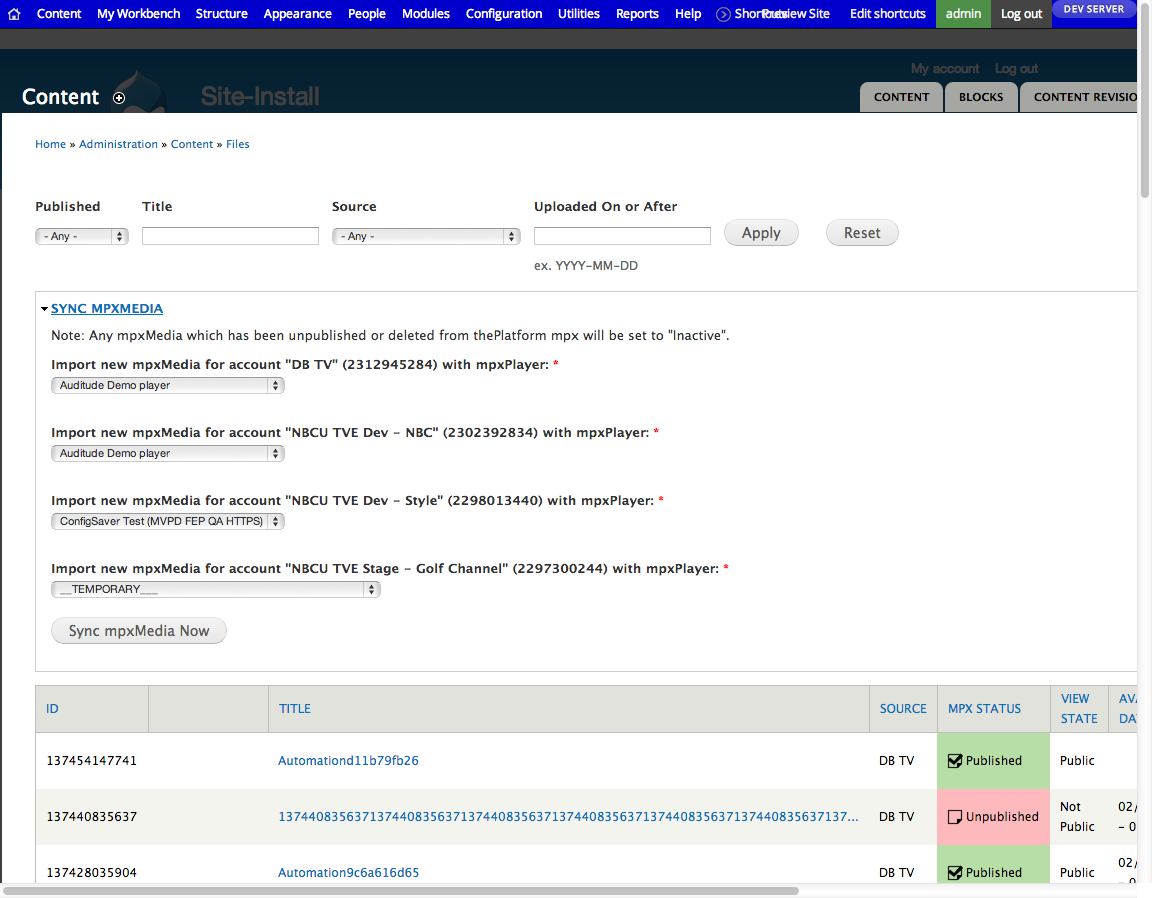 Content My Workbench Structure Appearance People Modules Configuration Utilities Reports Help Shortcuts Preview Site Edit shortcuts admin Log out DEV SERVER
My account Log out
Content Site-Install
CONTENT BLOCKS CONTENT REVISIO
Home » Administration » Content » Files
Published Title Source Uploaded On or After
- Any - - Any - Apply Reset
ex. YYYY-MM-DD
SYNC MPXMEDIA
Note: Any mpxMedia which has been unpublished or deleted from thePlatform mpx will be set to "Inactive".
Import new mpxMedia for account "DB TV" (2312945284) with mpxPlayer: *
Auditude Demo player
Import new mpxMedia for account "NBCU TVE Dev - NBC" (2302392834) with mpxPlayer: *
Auditude Demo player
Import new mpxMedia for account "NBCU TVE Dev - Style" (2298013440) with mpxPlayer: *
ConfigSaver Test (MVPD FEP QA HTTPS)
Import new mpxMedia for account "NBCU TVE Stage - Golf Channel" (2297300244) with mpxPlayer: *
__TEMPORARY___
Sync mpxMedia Now
ID TITLE SOURCE MPX STATUS VIEW STATE AVA DAT
137454147741 Automationd11b79fb26 DB TV Published Public
137440835637 137440835637137440835637137440835637137440835637137440835637137... DB TV Unpublished Not Public 02/ - 0
137428035904 Automation9c6a616d65 DB TV Published Public 02/ - 0